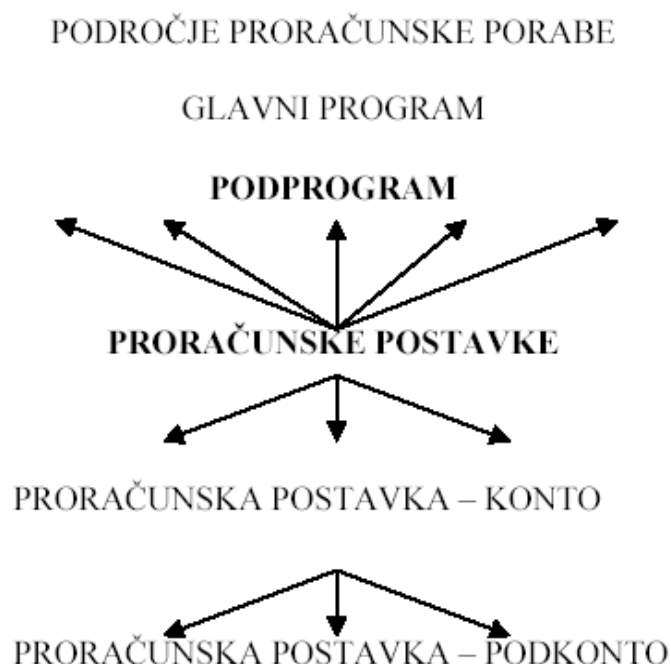 PODROČJE PRORAČUNSKE PORABE
GLAVNI PROGRAM
PODPROGRAM
PRORAČUNSKE POSTAVKE
PRORAČUNSKA POSTAVKA – KONTO
PRORAČUNSKA POSTAVKA – PODKONTO